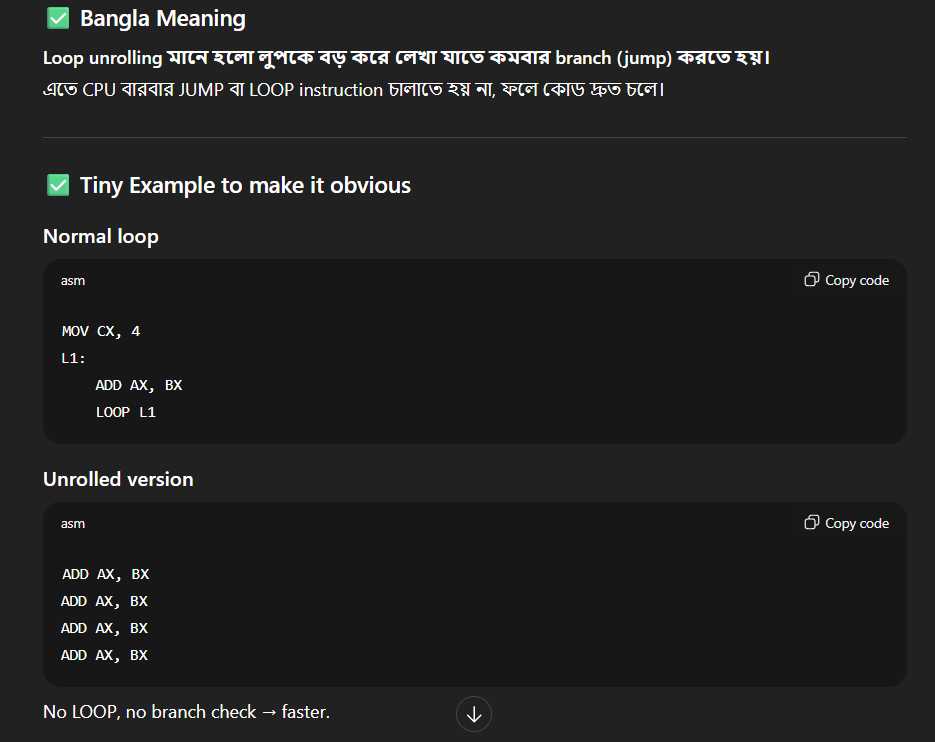 ✅ Bangla Meaning
Loop unrolling মানে হলো লুপকে বড় করে লেখা যাতে কমবার branch (jump) করতে হয়।
এতে CPU বারবার JUMP বা LOOP instruction চালাতে হয় না, ফলে কোড দ্রুত চলে।
✅ Tiny Example to make it obvious
Normal loop
asm Copy code
MOV CX, 4
L1:
    ADD AX, BX
    LOOP L1
Unrolled version
asm Copy code
ADD AX, BX
ADD AX, BX
ADD AX, BX
ADD AX, BX
No LOOP, no branch check → faster.